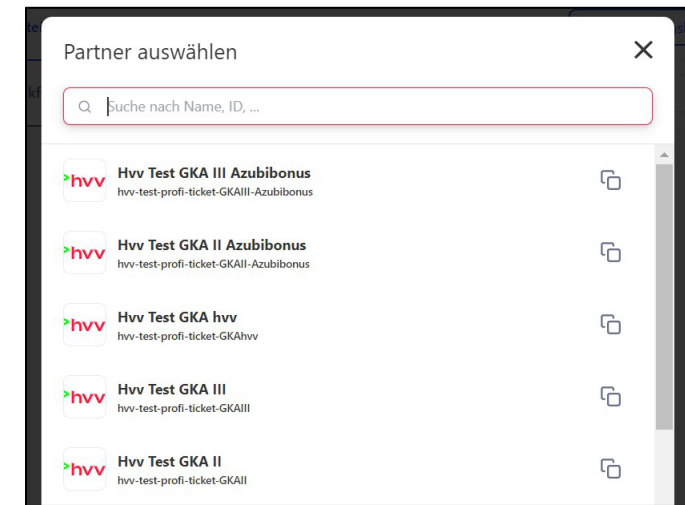 Partner auswählen
Suche nach Name, ID, ...
hvv
Hvv Test GKA III Azubibonus
hvv-test-profi-ticket-GKAIII-Azubibonus
hvv
Hvv Test GKA II Azubibonus
hvv-test-profi-ticket-GKAII-Azubibonus
hvv
Hvv Test GKA hvv
hvv-test-profi-ticket-GKAhvv
hvv
Hvv Test GKA III
hvv-test-profi-ticket-GKAIII
hvv
Hvv Test GKA II
hvv-test-profi-ticket-GKAII